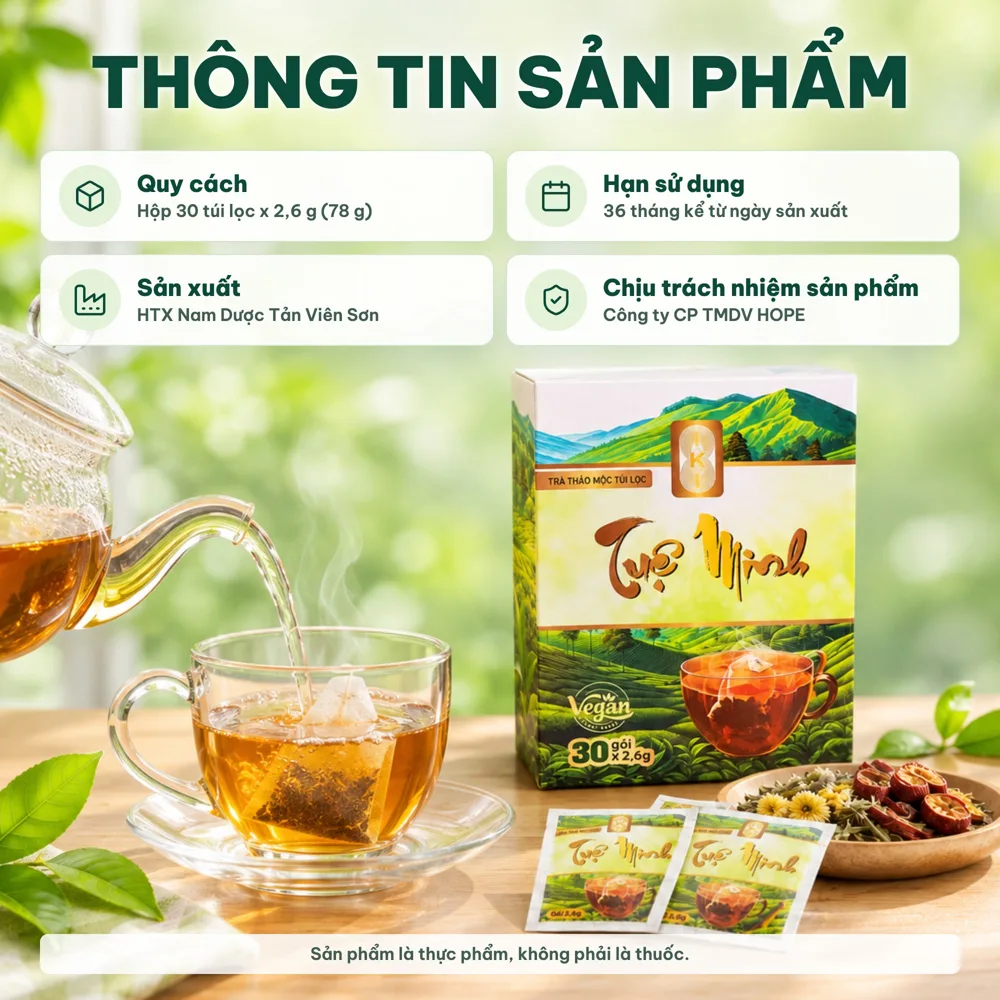 THÔNG TIN SẢN PHẨM
Quy cách
Hộp 30 túi lọc x 2,6 g (78 g)
Hạn sử dụng
36 tháng kể từ ngày sản xuất
Sản xuất
HTX Nam Dược Tản Viên Sơn
Chịu trách nhiệm sản phẩm
Công ty CP TMDV HOPE
TRÀ THẢO MỘC TÚI LỌC
Tuệ Minh
Vegan
30 gói
x 2,6g
Tuệ Minh
Gói 2,6g
Tuệ Minh
Sản phẩm là thực phẩm, không phải là thuốc.